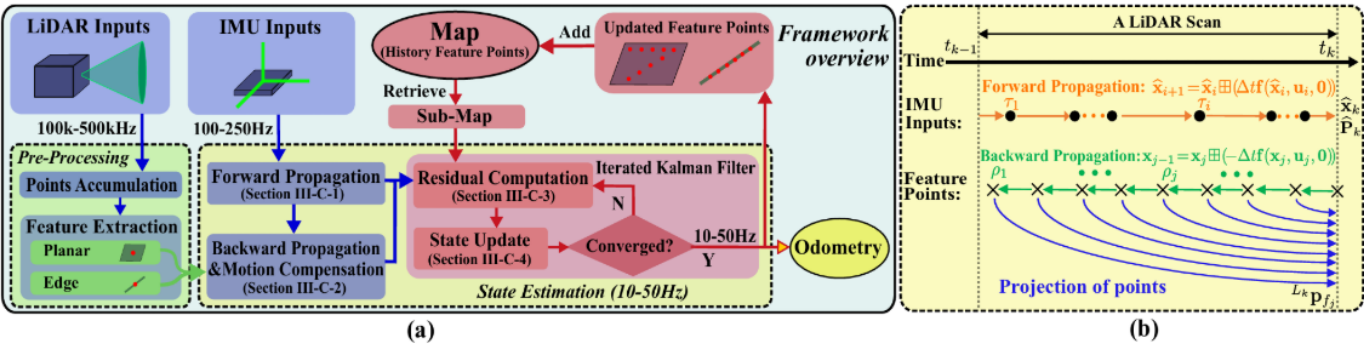 LiDAR Inputs
IMU Inputs
Map
(History Feature Points)
Add
Updated Feature Points
Framework
overview
Retrieve
Sub-Map
100k-500kHz
100-250Hz
Pre-Processing
Points Accumulation
Feature Extraction
Planar
Edge
Forward Propagation
(Section III-C-1)
Backward Propagation
&Motion Compensation
(Section III-C-2)
Iterated Kalman Filter
Residual Computation
(Section III-C-3)
N
State Update
(Section III-C-4)
Converged?
10-50Hz
Y
Odometry
State Estimation (10-50Hz)
(a)
A LiDAR Scan
t_{k−1} t_k
Time
Forward Propagation: x̂_{i+1}=x̂_i⊞(Δtf(x̂_i, u_i, 0))
IMU
Inputs:
τ_1 τ_i
x̂_k
P̂_k
Backward Propagation:x_{j−1}=x_j⊞(−Δtf(x_j, u_j, 0))
Feature
Points:
ρ_1 ρ_j
Projection of points
^{L_k}p_{f_j}
(b)